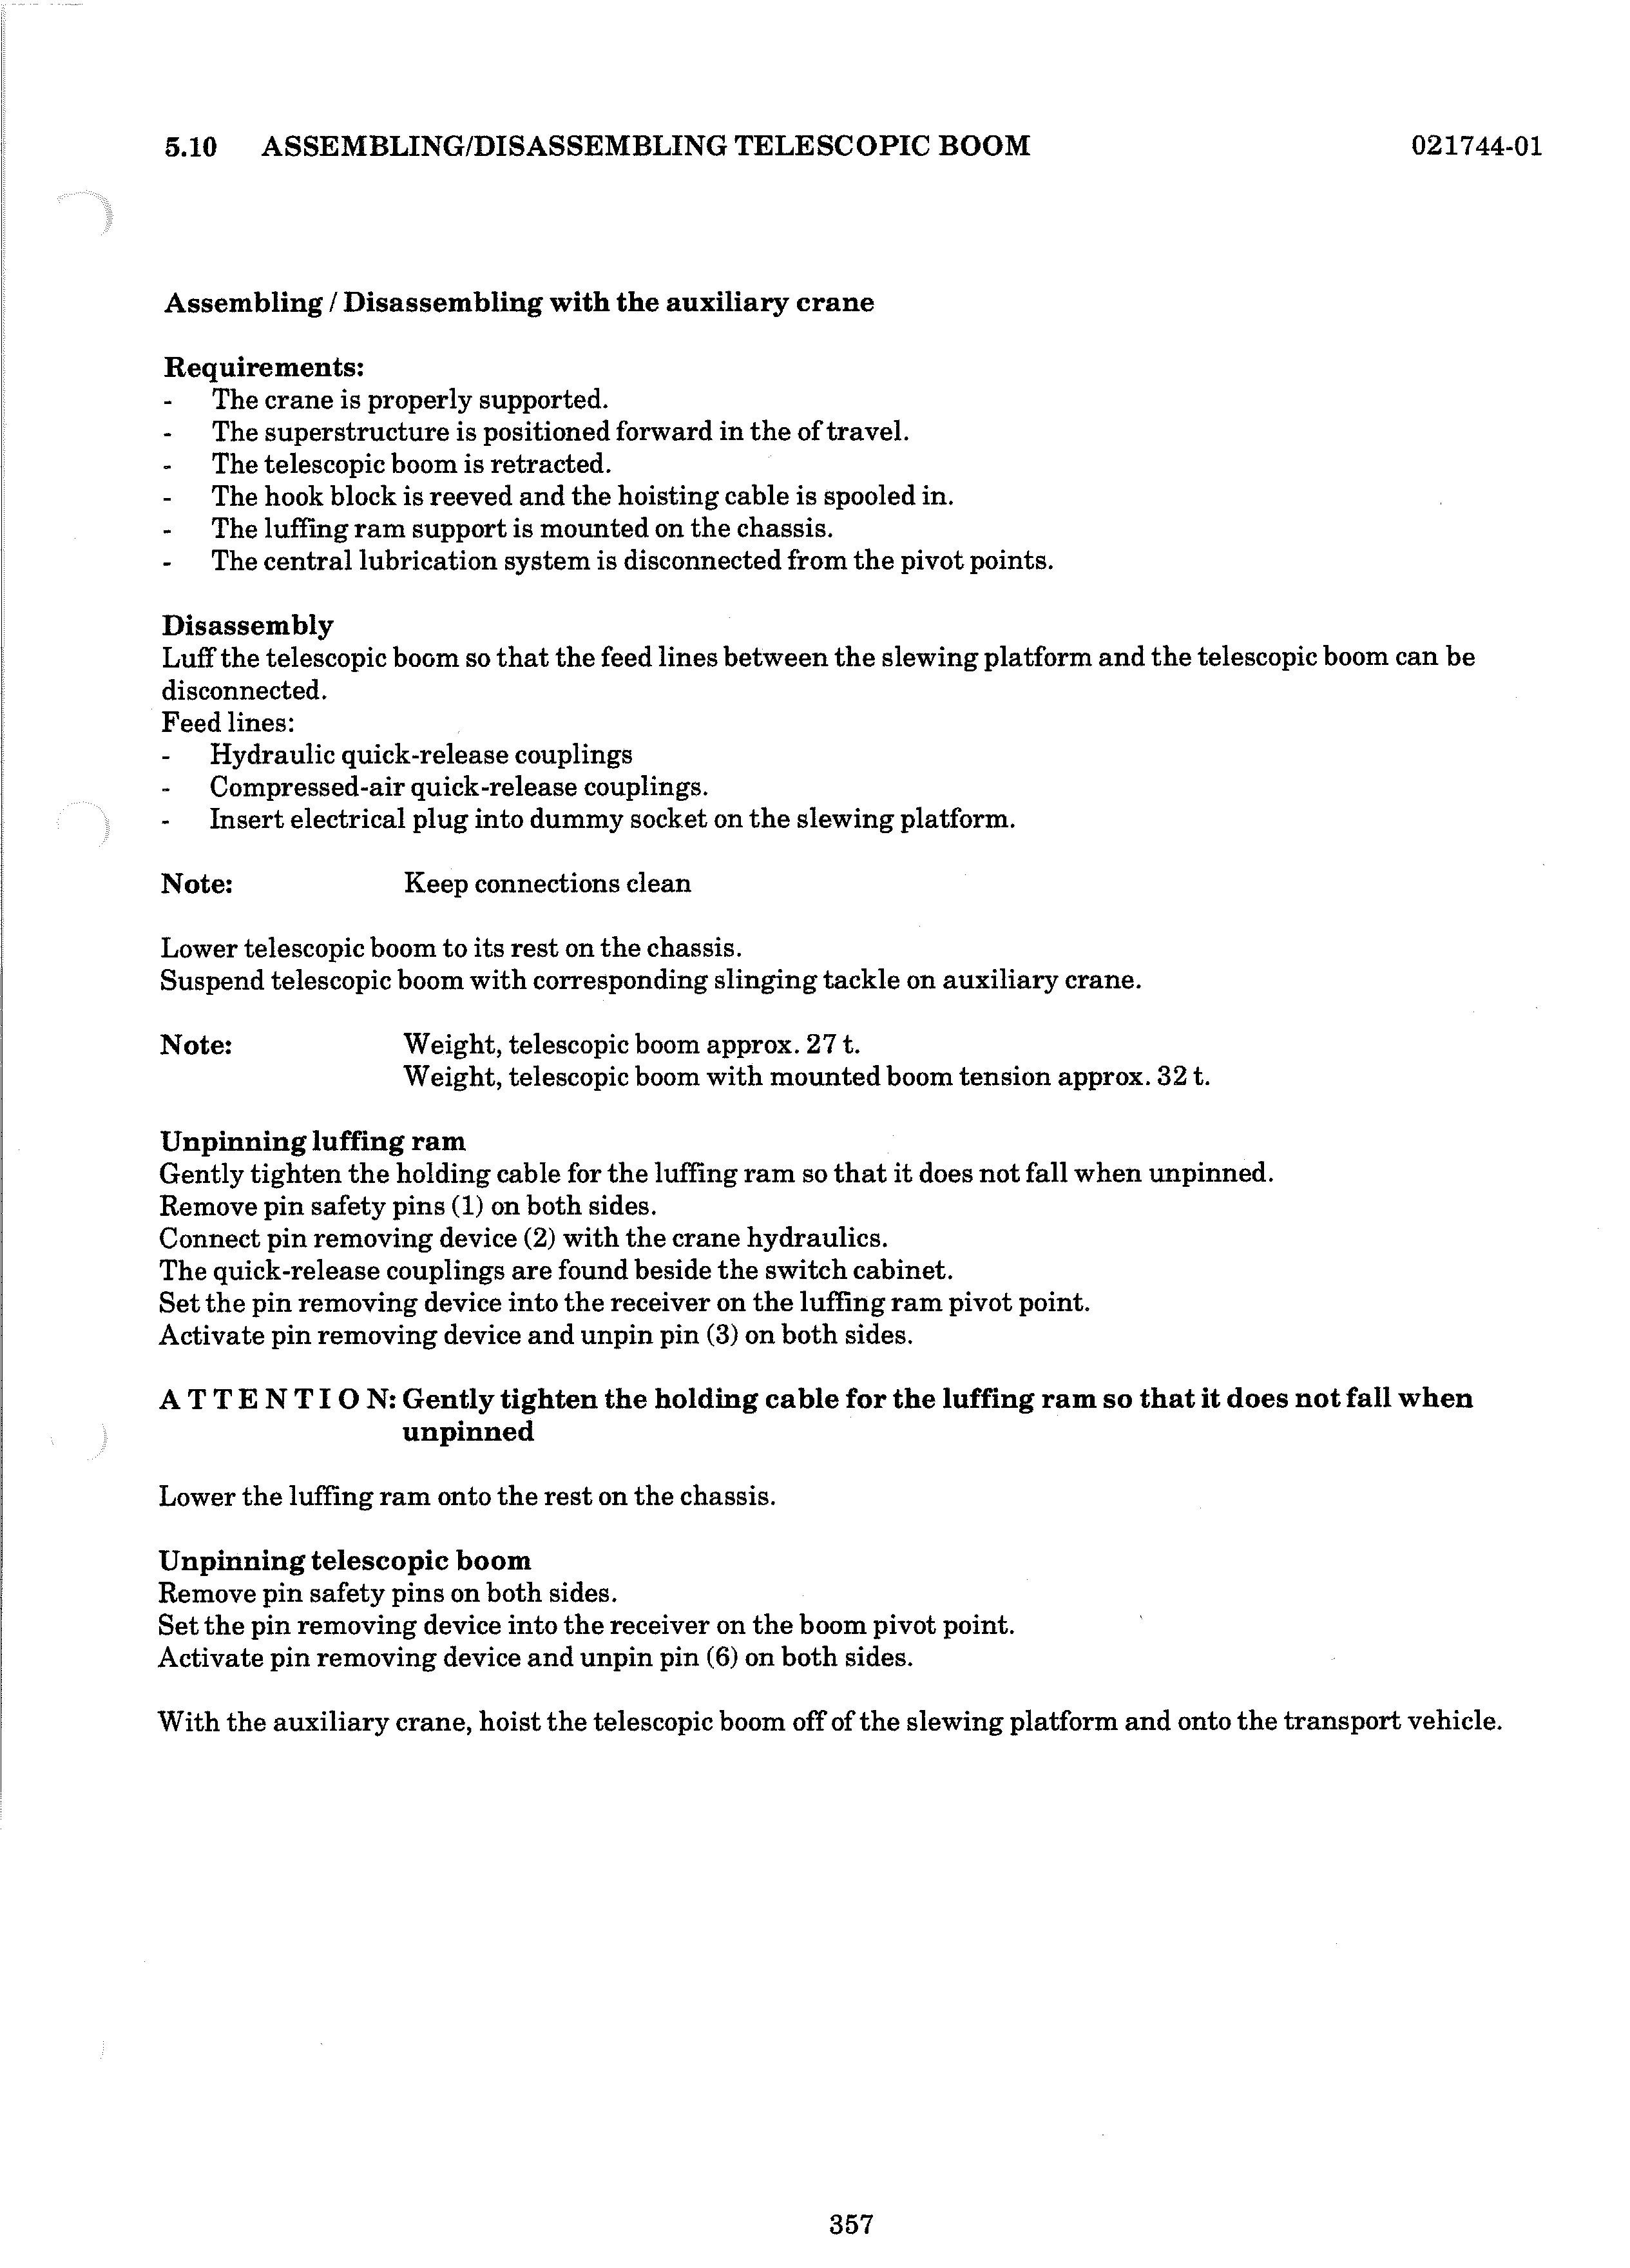 5.10 ASSEMBLING/DISASSEMBLING TELESCOPIC BOOM 021744-01
Assembling / Disassembling with the auxiliary crane
Requirements:
- The crane is properly supported.
- The superstructure is positioned forward in the of travel.
- The telescopic boom is retracted.
- The hook block is reeved and the hoisting cable is spooled in.
- The luffing ram support is mounted on the chassis.
- The central lubrication system is disconnected from the pivot points.
Disassembly
Luff the telescopic boom so that the feed lines between the slewing platform and the telescopic boom can be
disconnected.
Feed lines:
- Hydraulic quick-release couplings
- Compressed-air quick-release couplings.
- Insert electrical plug into dummy socket on the slewing platform.
Note: Keep connections clean
Lower telescopic boom to its rest on the chassis.
Suspend telescopic boom with corresponding slinging tackle on auxiliary crane.
Note: Weight, telescopic boom approx. 27 t.
Weight, telescopic boom with mounted boom tension approx. 32 t.
Unpinning luffing ram
Gently tighten the holding cable for the luffing ram so that it does not fall when unpinned.
Remove pin safety pins (1) on both sides.
Connect pin removing device (2) with the crane hydraulics.
The quick-release couplings are found beside the switch cabinet.
Set the pin removing device into the receiver on the luffing ram pivot point.
Activate pin removing device and unpin pin (3) on both sides.
A T T E N T I O N: Gently tighten the holding cable for the luffing ram so that it does not fall when
unpinned
Lower the luffing ram onto the rest on the chassis.
Unpinning telescopic boom
Remove pin safety pins on both sides.
Set the pin removing device into the receiver on the boom pivot point.
Activate pin removing device and unpin pin (6) on both sides.
With the auxiliary crane, hoist the telescopic boom off of the slewing platform and onto the transport vehicle.
357